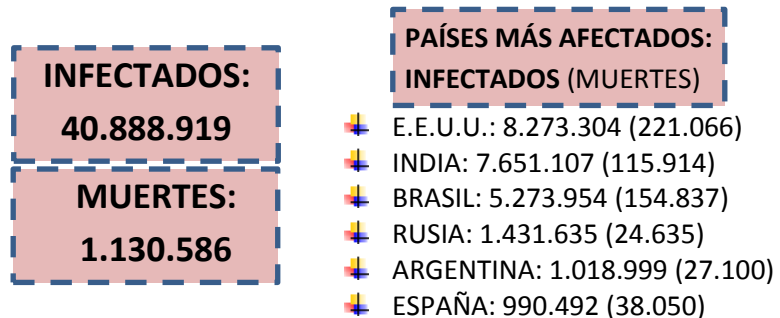 INFECTADOS:
40.888.919
MUERTES:
1.130.586
PAÍSES MÁS AFECTADOS:
INFECTADOS (MUERTES)
E.E.U.U.: 8.273.304 (221.066)
INDIA: 7.651.107 (115.914)
BRASIL: 5.273.954 (154.837)
RUSIA: 1.431.635 (24.635)
ARGENTINA: 1.018.999 (27.100)
ESPAÑA: 990.492 (38.050)